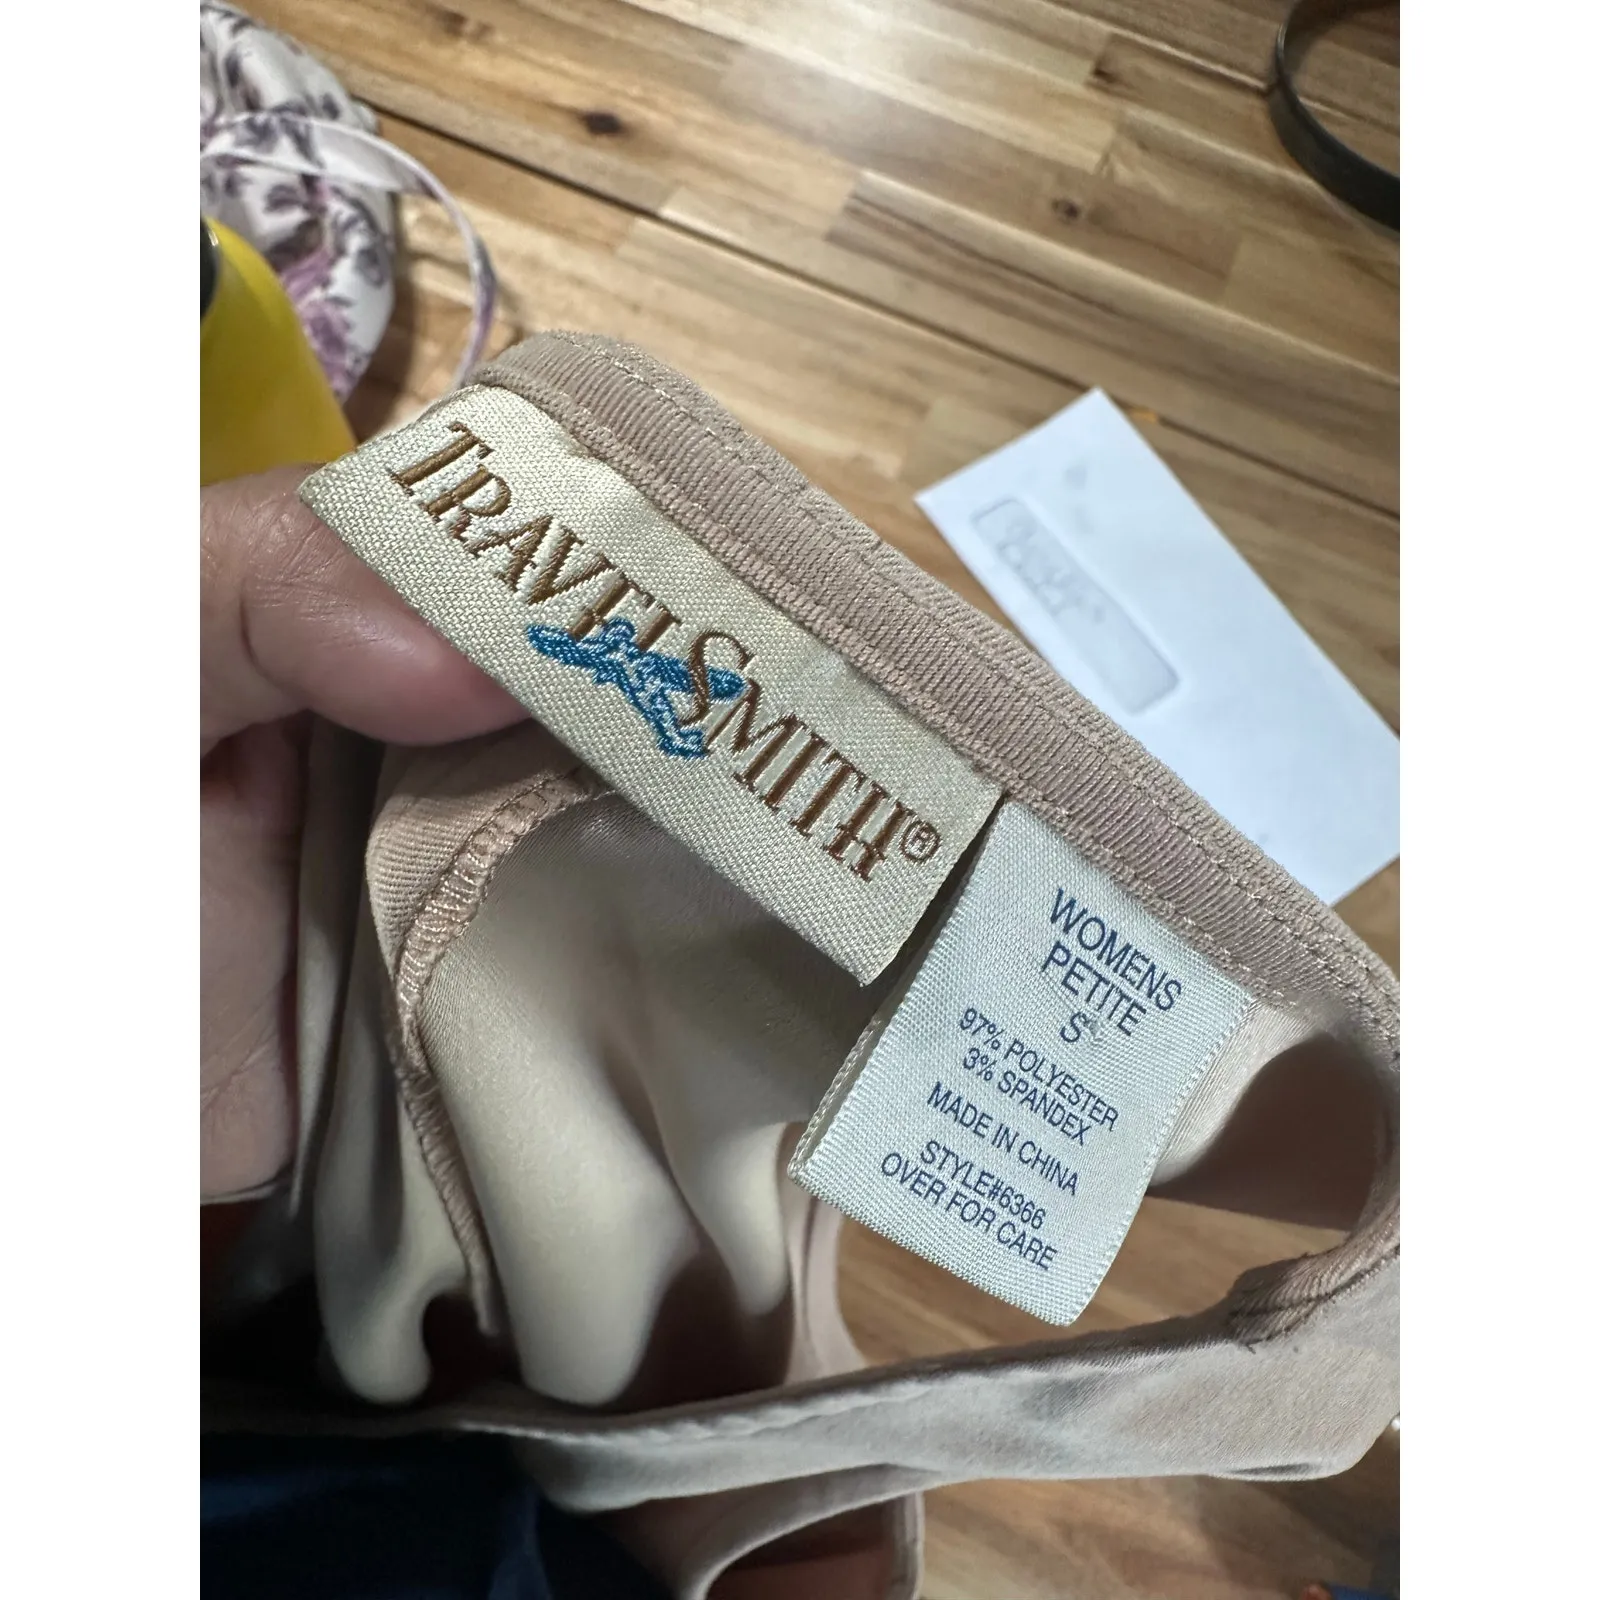 TRAVELSMITH®
WOMENS
PETITE
S
97% POLYESTER
3% SPANDEX
MADE IN CHINA
STYLE#6366
OVER FOR CARE